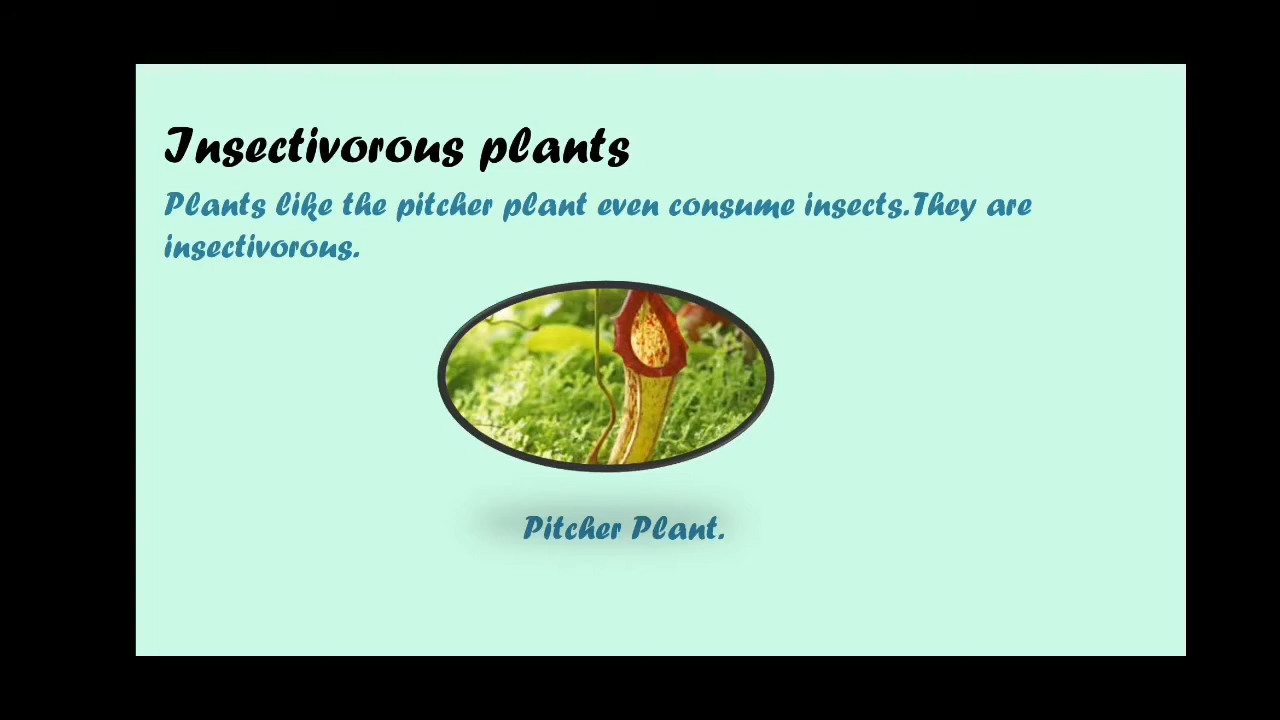 Insectivorous plants
Plants like the pitcher plant even consume insects.They are
insectivorous.
Pitcher Plant.